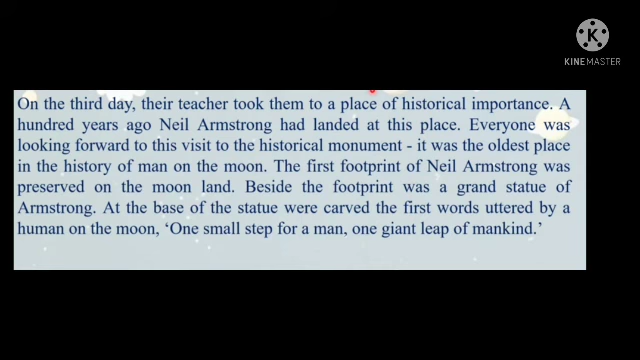 K
KINEMASTER
On the third day, their teacher took them to a place of historical importance. A
hundred years ago Neil Armstrong had landed at this place. Everyone was
looking forward to this visit to the historical monument - it was the oldest place
in the history of man on the moon. The first footprint of Neil Armstrong was
preserved on the moon land. Beside the footprint was a grand statue of
Armstrong. At the base of the statue were carved the first words uttered by a
human on the moon, ‘One small step for a man, one giant leap of mankind.’